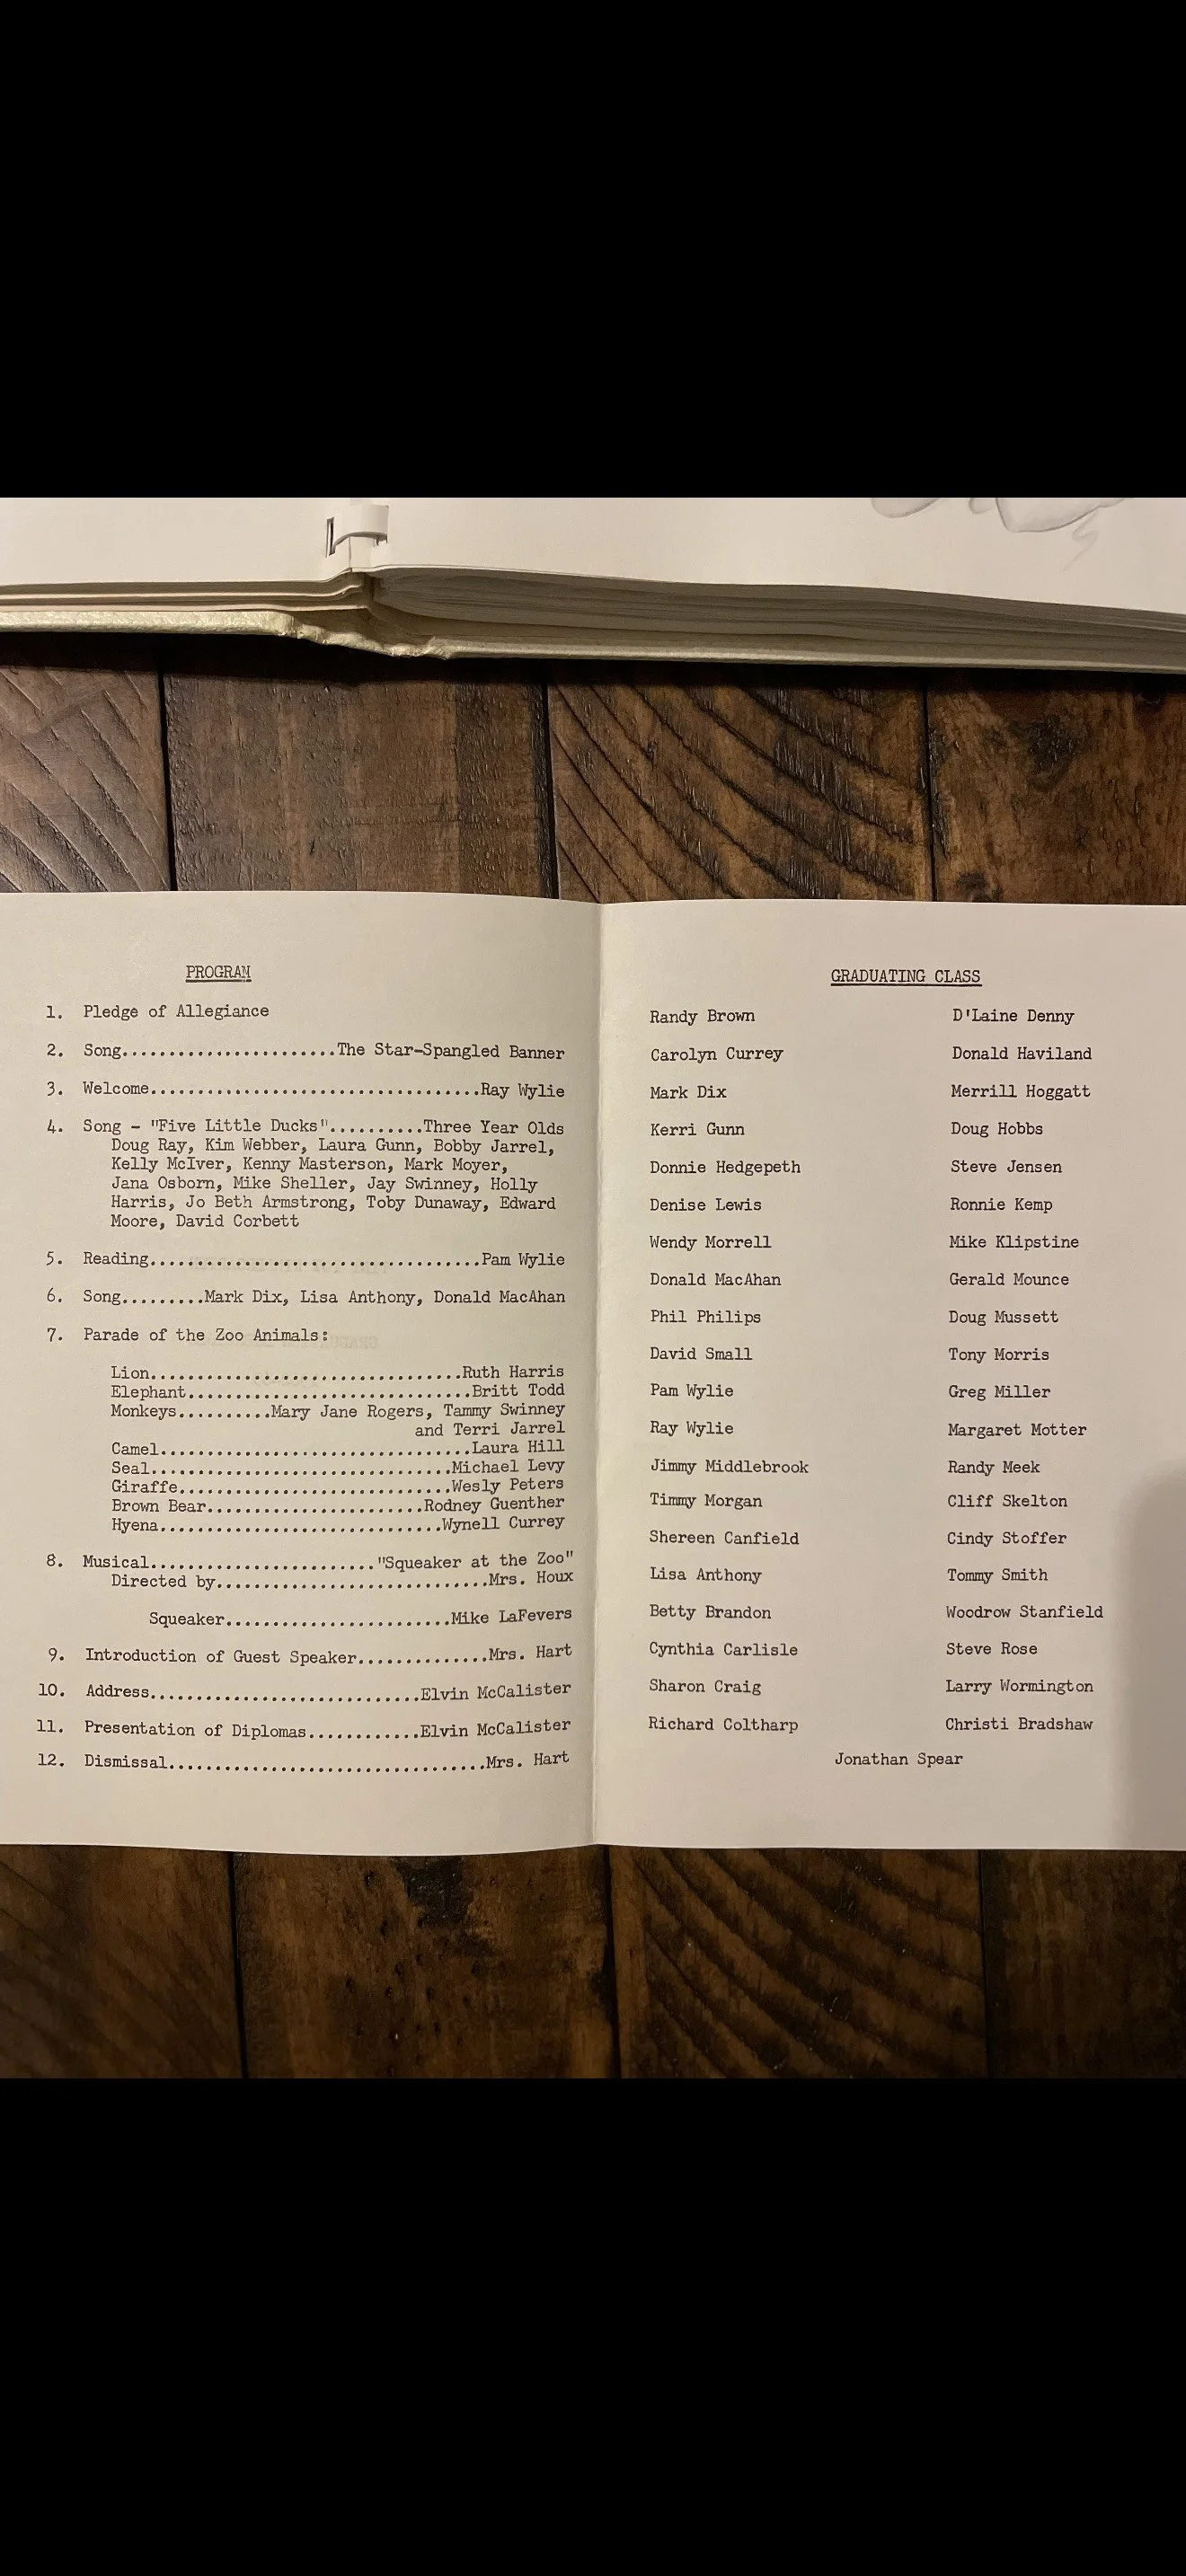 PROGRAM
1. Pledge of Allegiance
2. Song.......................The Star-Spangled Banner
3. Welcome...................................Ray Wylie
4. Song - "Five Little Ducks"..........Three Year Olds
Doug Ray, Kim Webber, Laura Gunn, Bobby Jarrel,
Kelly McIver, Kenny Masterson, Mark Moyer,
Jana Osborn, Mike Sheller, Jay Swinney, Holly
Harris, Jo Beth Armstrong, Toby Dunaway, Edward
Moore, David Corbett
5. Reading...................................Pam Wylie
6. Song.........Mark Dix, Lisa Anthony, Donald MacAhan
7. Parade of the Zoo Animals:
Lion.................................Ruth Harris
Elephant..............................Britt Todd
Monkeys..........Mary Jane Rogers, Tammy Swinney
and Terri Jarrel
Camel.................................Laura Hill
Seal................................Michael Levy
Giraffe.............................Wesly Peters
Brown Bear.......................Rodney Guenther
Hyena..............................Wynell Currey
8. Musical........................"Squeaker at the Zoo"
Directed by.............................Mrs. Houx
Squeaker........................Mike LaFevers
9. Introduction of Guest Speaker..............Mrs. Hart
10. Address.............................Elvin McCalister
11. Presentation of Diplomas............Elvin McCalister
12. Dismissal..................................Mrs. Hart
GRADUATING CLASS
Randy Brown D'Laine Denny
Carolyn Currey Donald Haviland
Mark Dix Merrill Hoggatt
Kerri Gunn Doug Hobbs
Donnie Hedgepeth Steve Jensen
Denise Lewis Ronnie Kemp
Wendy Morrell Mike Klipstine
Donald MacAhan Gerald Mounce
Phil Philips Doug Mussett
David Small Tony Morris
Pam Wylie Greg Miller
Ray Wylie Margaret Motter
Jimmy Middlebrook Randy Meek
Timmy Morgan Cliff Skelton
Shereen Canfield Cindy Stoffer
Lisa Anthony Tommy Smith
Betty Brandon Woodrow Stanfield
Cynthia Carlisle Steve Rose
Sharon Craig Larry Wormington
Richard Coltharp Christi Bradshaw
Jonathan Spear